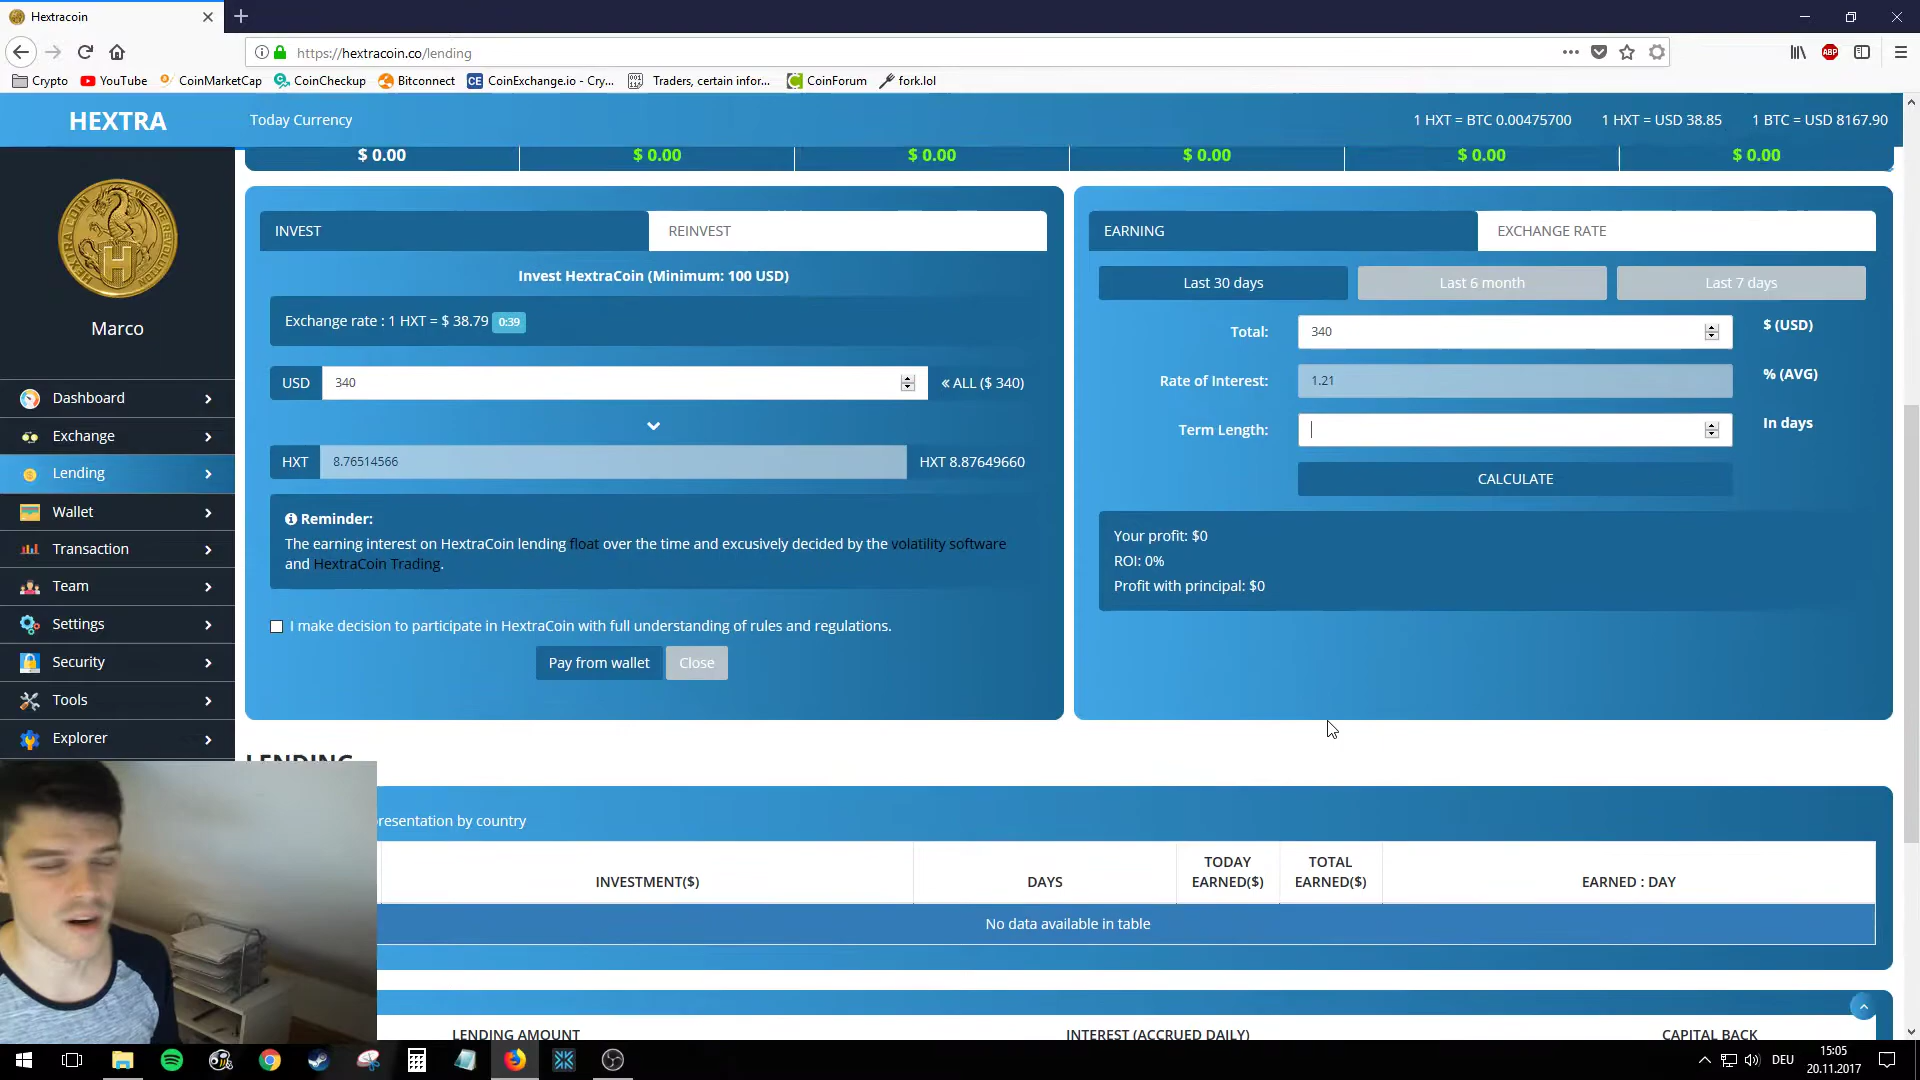 Hextracoin
https://hextracoin.co/lending
Crypto YouTube CoinMarketCap CoinCheckup Bitconnect CoinExchange.io - Cry... Traders, certain infor... CoinForum fork.lol
HEXTRA Today Currency 1 HXT = BTC 0.00475700 1 HXT = USD 38.85 1 BTC = USD 8167.90
$ 0.00 $ 0.00 $ 0.00 $ 0.00 $ 0.00 $ 0.00
HEXTRA COIN WE ARE REVOLUTION
H
Marco
Dashboard
Exchange
Lending
Wallet
Transaction
Team
Settings
Security
Tools
Explorer
INVEST REINVEST
Invest HextraCoin (Minimum: 100 USD)
Exchange rate : 1 HXT = $ 38.79 0:39
USD 340 « ALL ($ 340)
HXT 8.76514566 HXT 8.87649660
Reminder:
The earning interest on HextraCoin lending float over the time and excusively decided by the volatility software
and HextraCoin Trading.
I make decision to participate in HextraCoin with full understanding of rules and regulations.
Pay from wallet Close
EARNING EXCHANGE RATE
Last 30 days Last 6 month Last 7 days
Total: 340 $ (USD)
Rate of Interest: 1.21 % (AVG)
Term Length: In days
CALCULATE
Your profit: $0
ROI: 0%
Profit with principal: $0
LENDING
resentation by country
INVESTMENT($) DAYS TODAY EARNED($) TOTAL EARNED($) EARNED : DAY
No data available in table
LENDING AMOUNT INTEREST (ACCRUED DAILY) CAPITAL BACK
DEU 15:05
20.11.2017